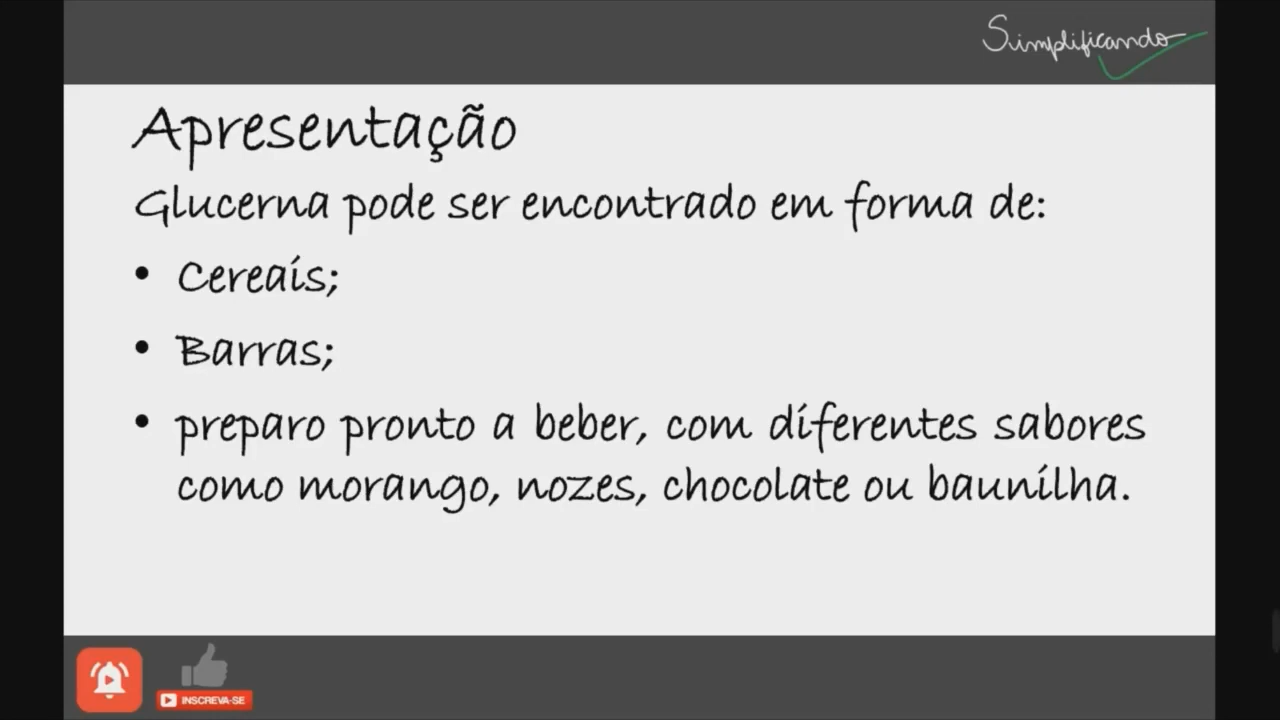 Simplificando
Apresentação
Glucerna pode ser encontrado em forma de:
• Cereais;
• Barras;
• preparo pronto a beber, com diferentes sabores
como morango, nozes, chocolate ou baunilha.
INSCREVA-SE